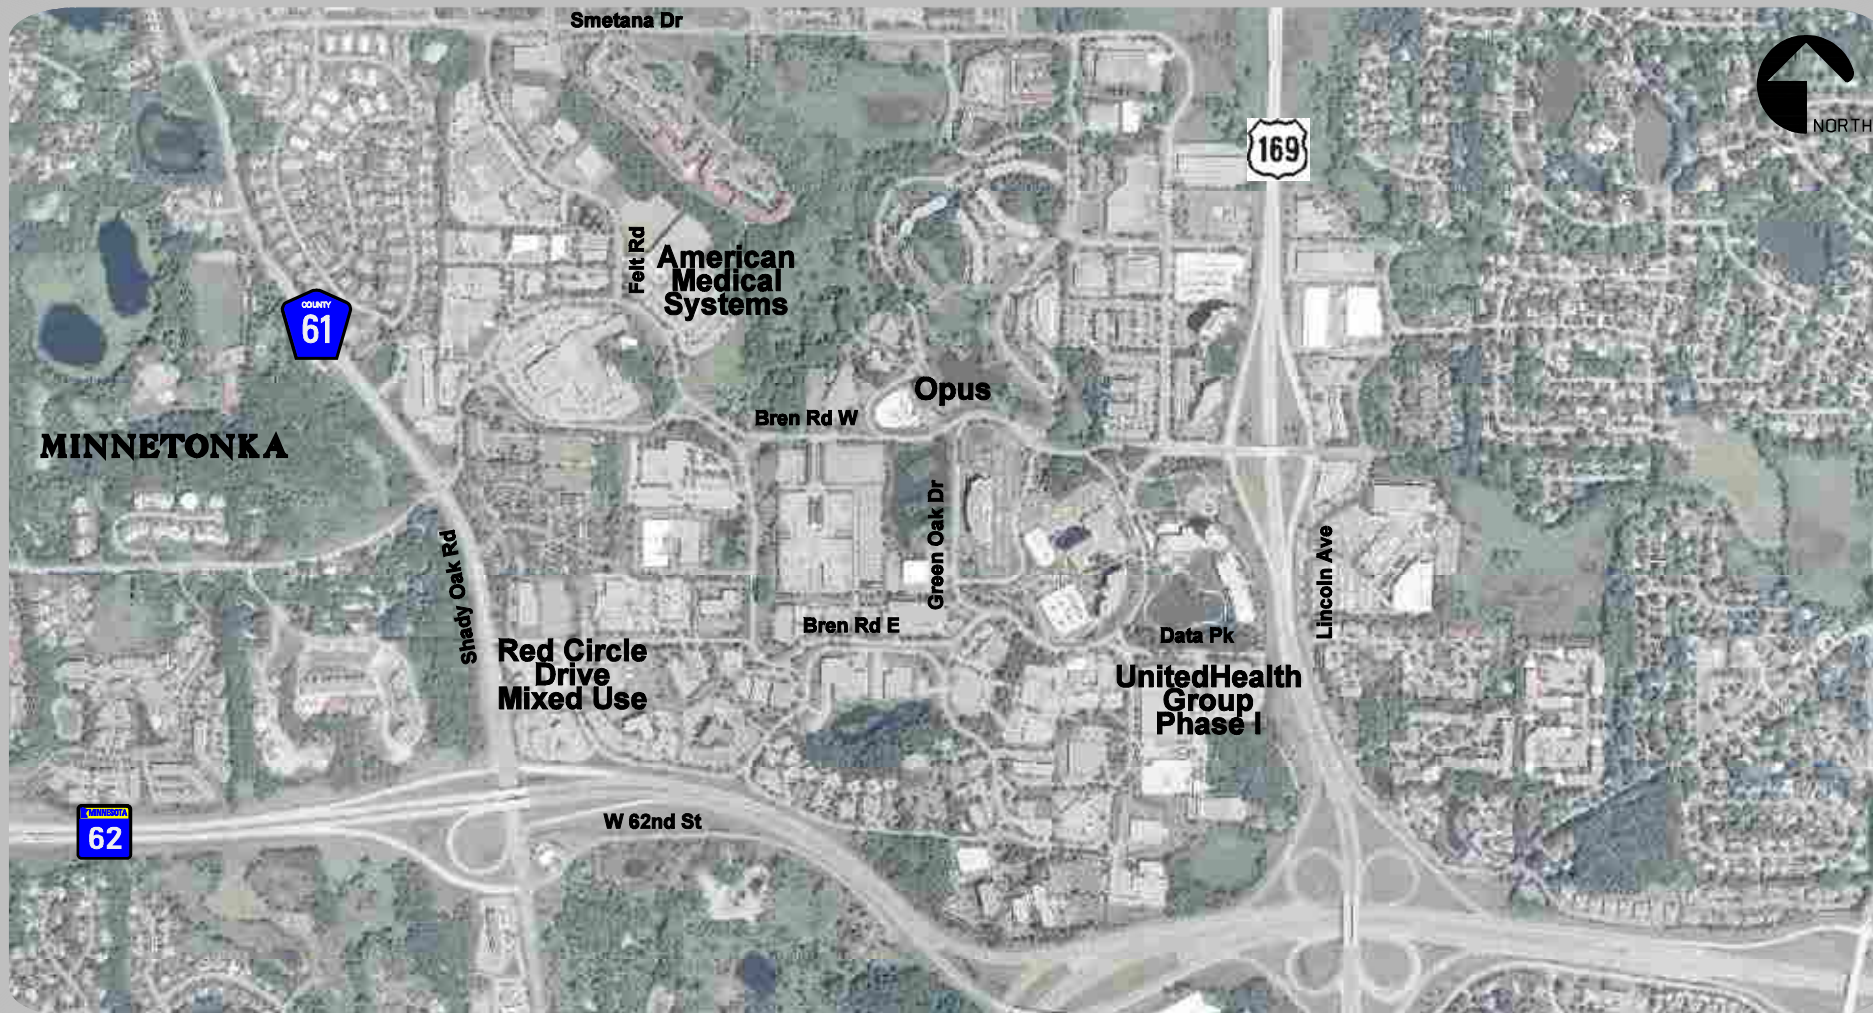 Smetana Dr
NORTH
169
Felt Rd
American
Medical
Systems
COUNTY
61
Opus
Bren Rd W
MINNETONKA
Green Oak Dr
Shady Oak Rd
Lincoln Ave
Bren Rd E
Data Pk
Red Circle
Drive
Mixed Use
UnitedHealth
Group
Phase I
MINNESOTA
62
W 62nd St